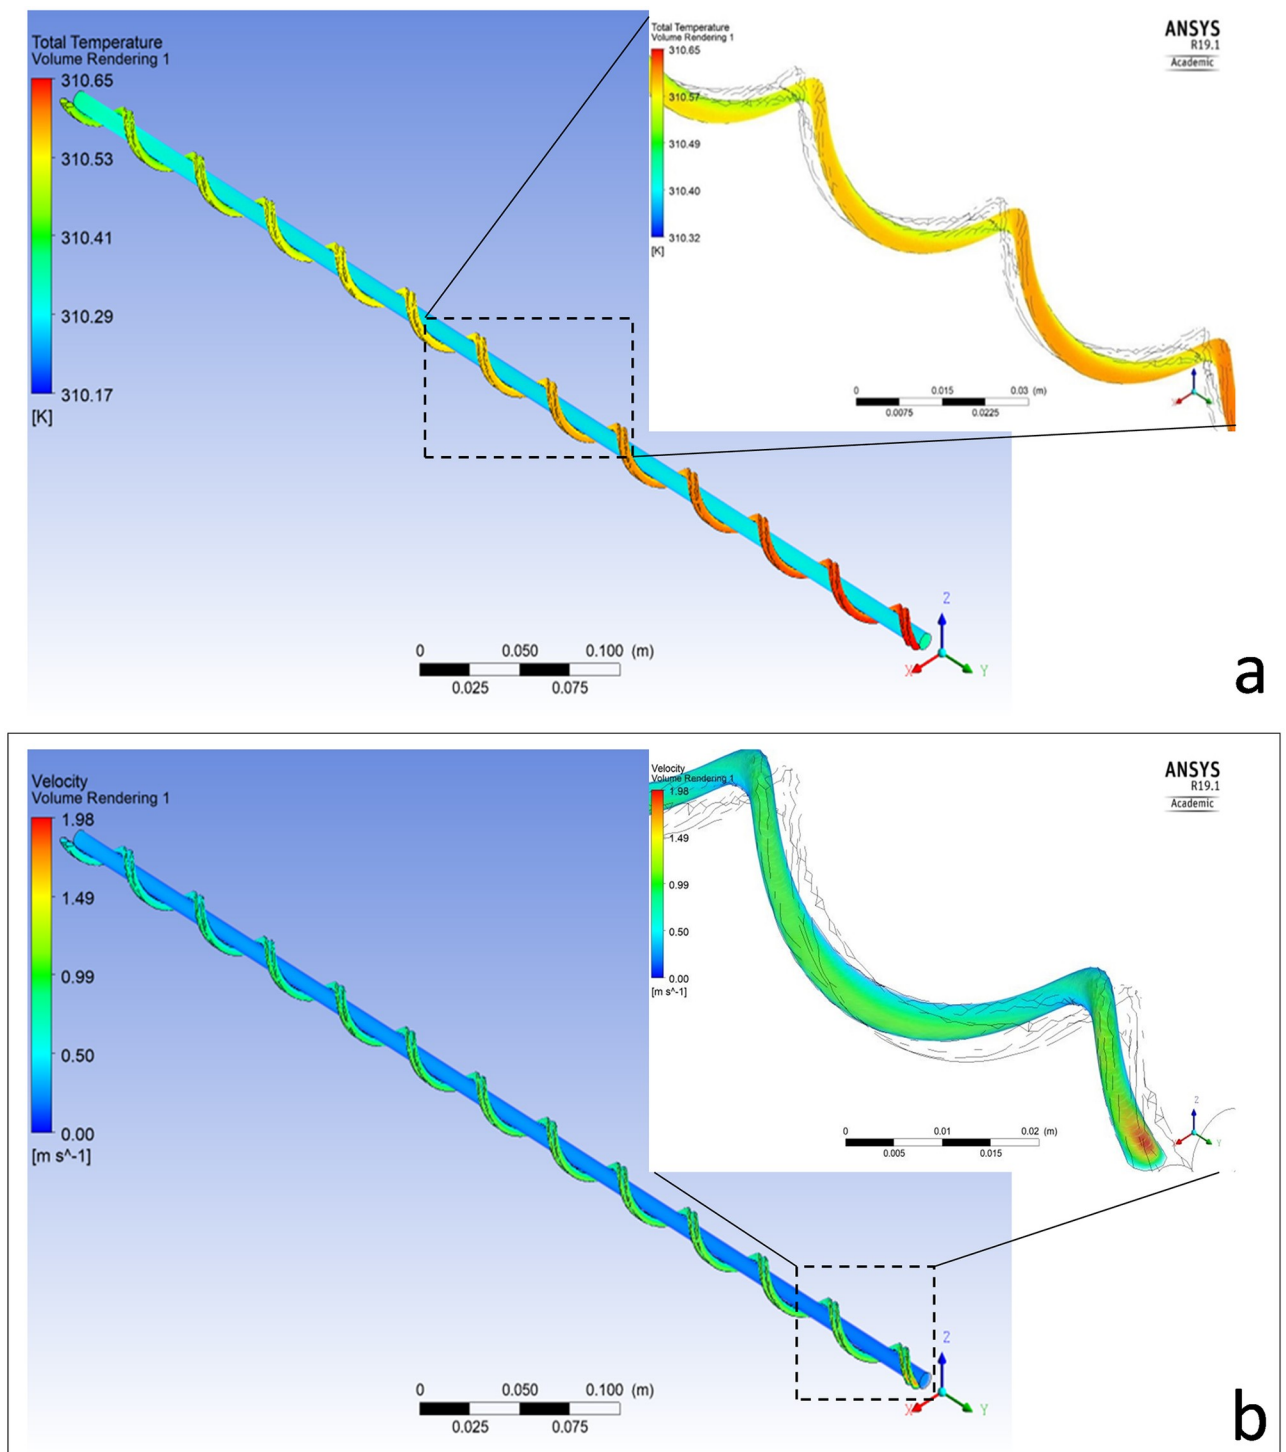 Total Temperature
Volume Rendering 1
310.65
310.53
310.41
310.29
310.17
[K]
Total Temperature
Volume Rendering 1
310.65
310.57
310.49
310.40
310.32
[K]
ANSYS
R19.1
Academic
0 0.015 0.03 (m)
0.0075 0.0225
0 0.050 0.100 (m)
0.025 0.075
Z
X Y
a
Velocity
Volume Rendering 1
1.98
1.49
0.99
0.50
0.00
[m s^-1]
Velocity
Volume Rendering 1
1.98
1.49
0.99
0.50
0.00
[m s^-1]
ANSYS
R19.1
Academic
Z
Y
0 0.01 0.02 (m)
0.005 0.015
0 0.050 0.100 (m)
0.025 0.075
Z
X Y
b